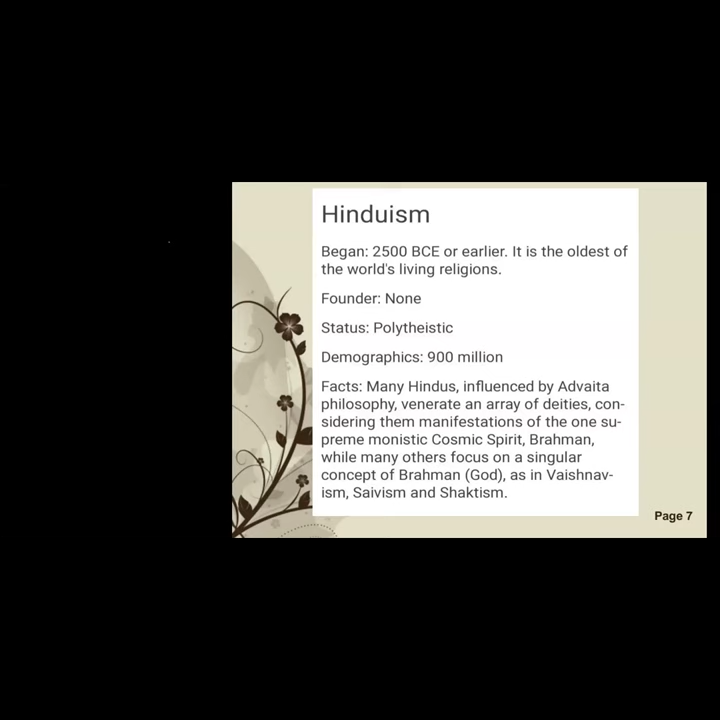 Hinduism
Began: 2500 BCE or earlier. It is the oldest of
the world's living religions.
Founder: None
Status: Polytheistic
Demographics: 900 million
Facts: Many Hindus, influenced by Advaita
philosophy, venerate an array of deities, con-
sidering them manifestations of the one su-
preme monistic Cosmic Spirit, Brahman,
while many others focus on a singular
concept of Brahman (God), as in Vaishnav-
ism, Saivism and Shaktism.
Page 7